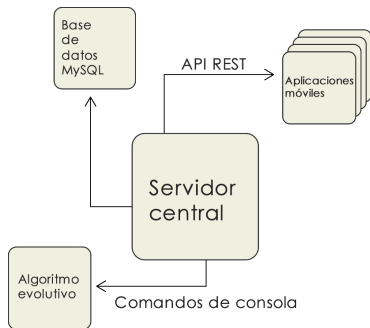 Base
de
datos
MySQL
API REST
Aplicaciones
móviles
Servidor
central
Algoritmo
evolutivo
Comandos de consola